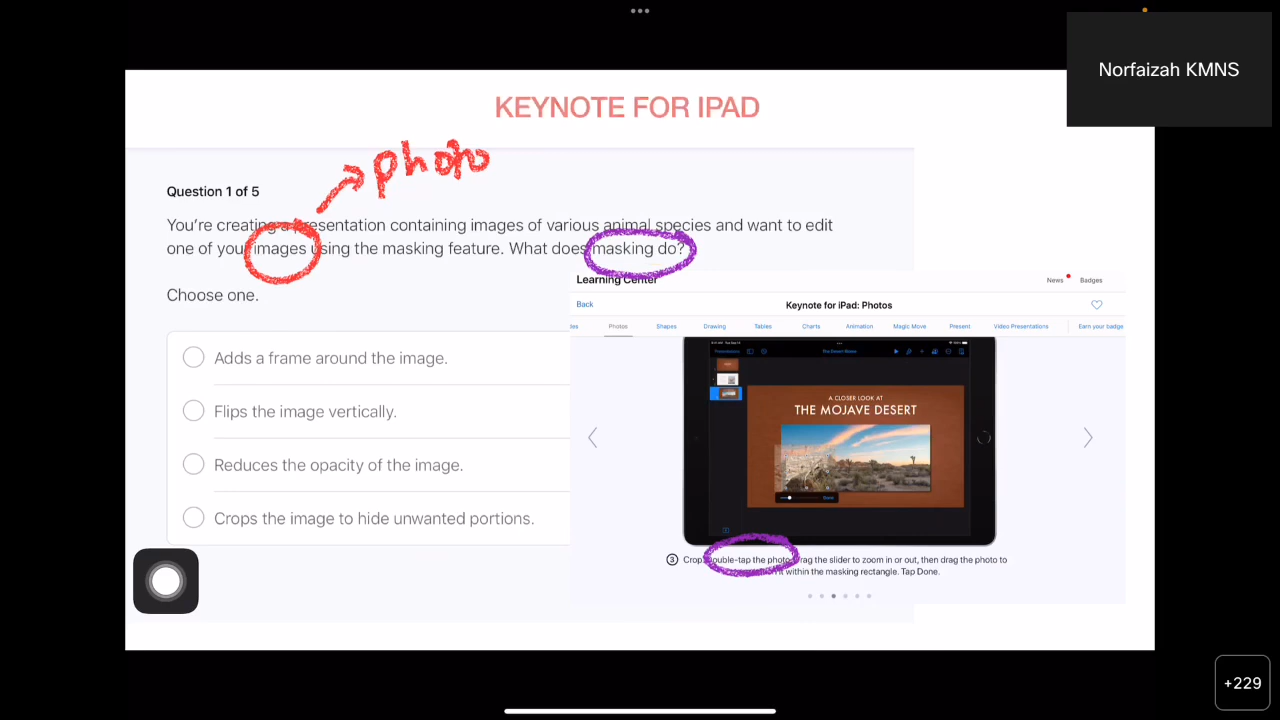 Norfaizah KMNS
KEYNOTE FOR IPAD
photo
Question 1 of 5
You're creating a presentation containing images of various animal species and want to edit
one of your images using the masking feature. What does masking do?
Choose one.
Adds a frame around the image.
Flips the image vertically.
Reduces the opacity of the image.
Crops the image to hide unwanted portions.
Learning Center
News
Badges
Back
Keynote for iPad: Photos
Photos
Shapes
Drawing
Tables
Charts
Animation
Magic Move
Present
Video Presentations
Earn your badge
Presentations
A CLOSER LOOK AT
THE MOJAVE DESERT
Done
3 Crop: Double-tap the photo. Drag the slider to zoom in or out, then drag the photo to
it within the masking rectangle. Tap Done.
+229